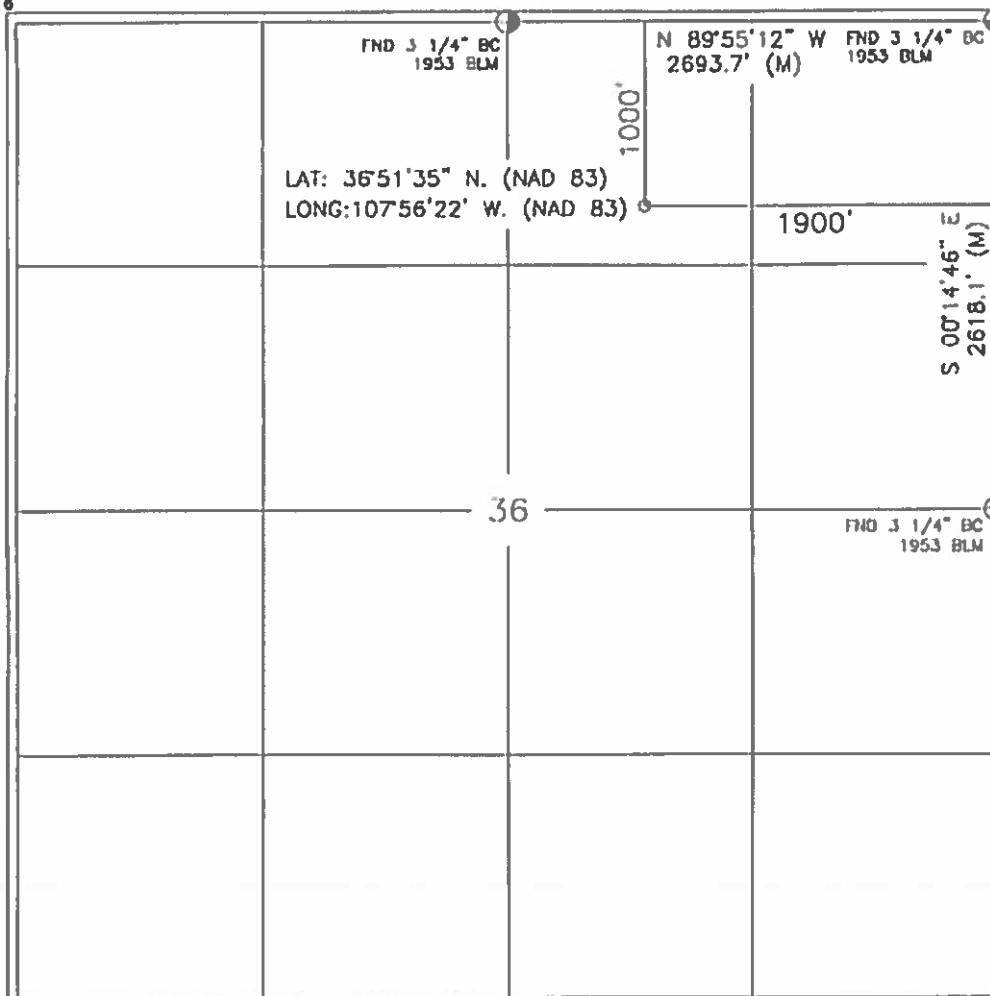 6
FND 3 1/4" BC
1953 BLM
N 89°55'12" W
2693.7' (M)
FND 3 1/4" BC
1953 BLM
1000'
LAT: 36°51'35" N. (NAD 83)
LONG:107°56'22' W. (NAD 83)
1900'
S 00°14'46" E
2618.1' (M)
36
FND 3 1/4" BC
1953 BLM